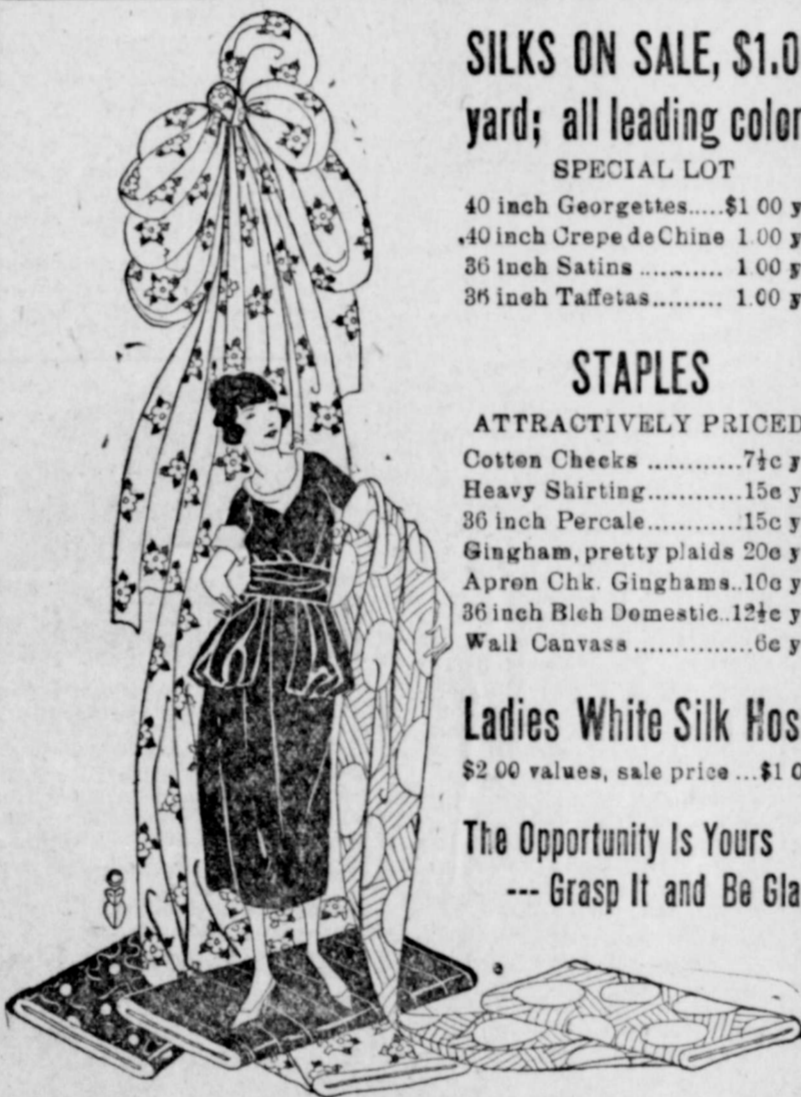 SILKS ON SALE, $1.0
yard; all leading color
SPECIAL LOT
40 inch Georgettes.....$1 00 y
40 inch Crepe de Chine 1.00 y
36 inch Satins ........... 1 00 y
36 inch Taffetas......... 1.00 y
STAPLES
ATTRACTIVELY PRICED
Cotton Checks ............7½c y
Heavy Shirting............15c y
36 inch Percale............15c y
Gingham, pretty plaids 20c y
Apron Chk. Ginghams..10c y
36 inch Blch Domestic..12½c y
Wall Canvass ...............6c y
Ladies White Silk Hos
$2 00 values, sale price ...$1 0
The Opportunity Is Yours
--- Grasp It and Be Gla